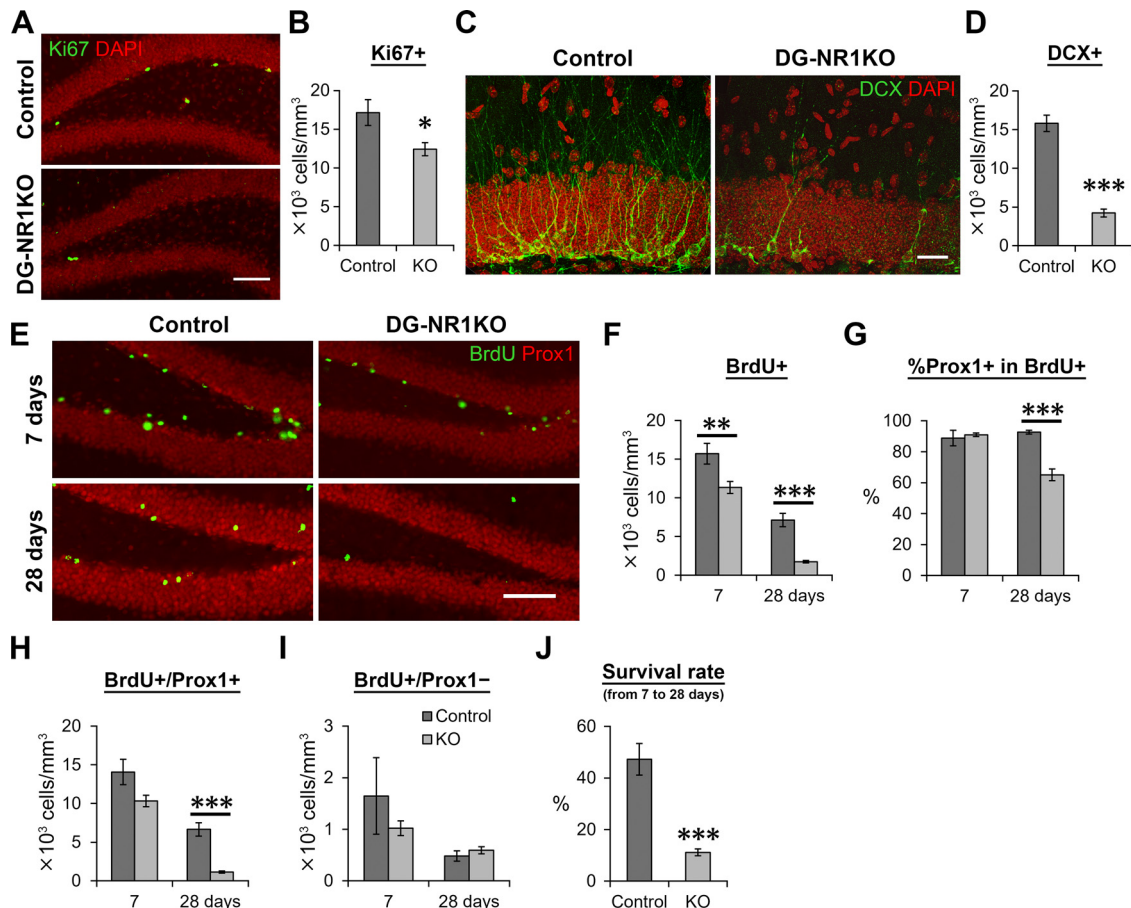 A
Ki67 DAPI
Control
DG-NR1KO
B
Ki67+
×10³ cells/mm³
20
15
10
5
0
*
Control KO
C
Control DG-NR1KO
DCX DAPI
D
DCX+
×10³ cells/mm³
20
15
10
5
0
***
Control KO
E
Control DG-NR1KO
BrdU Prox1
7 days
28 days
F
BrdU+
×10³ cells/mm³
20
15
10
5
0
**
***
7 28 days
G
%Prox1+ in BrdU+
%
100
80
60
40
20
0
***
7 28 days
H
BrdU+/Prox1+
×10³ cells/mm³
20
15
10
5
0
***
7 28 days
I
BrdU+/Prox1−
×10³ cells/mm³
3
2
1
0
Control
KO
7 28 days
J
Survival rate
(from 7 to 28 days)
%
60
40
20
0
***
Control KO